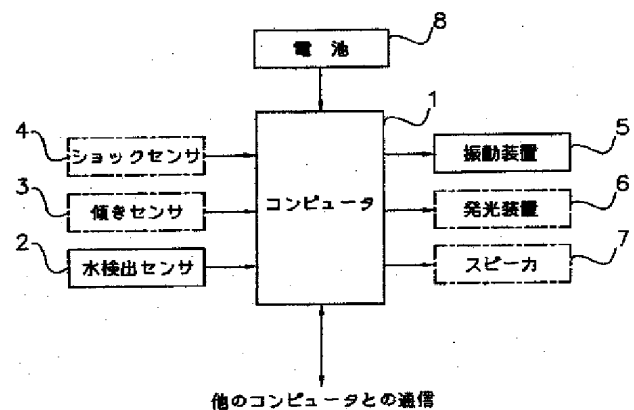 8
電池
1
4
ショックセンサ
振動装置
5
3
傾きセンサ
コンピュータ
発光装置
6
2
水検出センサ
スピーカ
7
他のコンピュータとの通信